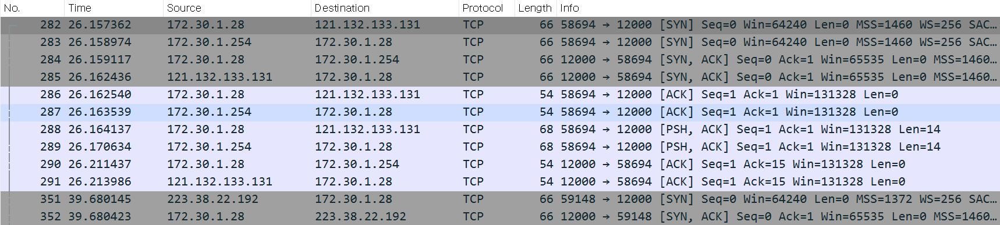 No. Time Source Destination Protocol Length Info
282 26.157362 172.30.1.28 121.132.133.131 TCP 66 58694 → 12000 [SYN] Seq=0 Win=64240 Len=0 MSS=1460 WS=256 SAC…
283 26.158974 172.30.1.254 172.30.1.28 TCP 66 58694 → 12000 [SYN] Seq=0 Win=64240 Len=0 MSS=1460 WS=256 SAC…
284 26.159117 172.30.1.28 172.30.1.254 TCP 66 12000 → 58694 [SYN, ACK] Seq=0 Ack=1 Win=65535 Len=0 MSS=1460…
285 26.162436 121.132.133.131 172.30.1.28 TCP 66 12000 → 58694 [SYN, ACK] Seq=0 Ack=1 Win=65535 Len=0 MSS=1460…
286 26.162540 172.30.1.28 121.132.133.131 TCP 54 58694 → 12000 [ACK] Seq=1 Ack=1 Win=131328 Len=0
287 26.163539 172.30.1.254 172.30.1.28 TCP 54 58694 → 12000 [ACK] Seq=1 Ack=1 Win=131328 Len=0
288 26.164137 172.30.1.28 121.132.133.131 TCP 68 58694 → 12000 [PSH, ACK] Seq=1 Ack=1 Win=131328 Len=14
289 26.170634 172.30.1.254 172.30.1.28 TCP 68 58694 → 12000 [PSH, ACK] Seq=1 Ack=1 Win=131328 Len=14
290 26.211437 172.30.1.28 172.30.1.254 TCP 54 12000 → 58694 [ACK] Seq=1 Ack=15 Win=131328 Len=0
291 26.213986 121.132.133.131 172.30.1.28 TCP 54 12000 → 58694 [ACK] Seq=1 Ack=15 Win=131328 Len=0
351 39.680145 223.38.22.192 172.30.1.28 TCP 66 59148 → 12000 [SYN] Seq=0 Win=64240 Len=0 MSS=1372 WS=256 SAC…
352 39.680423 172.30.1.28 223.38.22.192 TCP 66 12000 → 59148 [SYN, ACK] Seq=0 Ack=1 Win=65535 Len=0 MSS=1460…